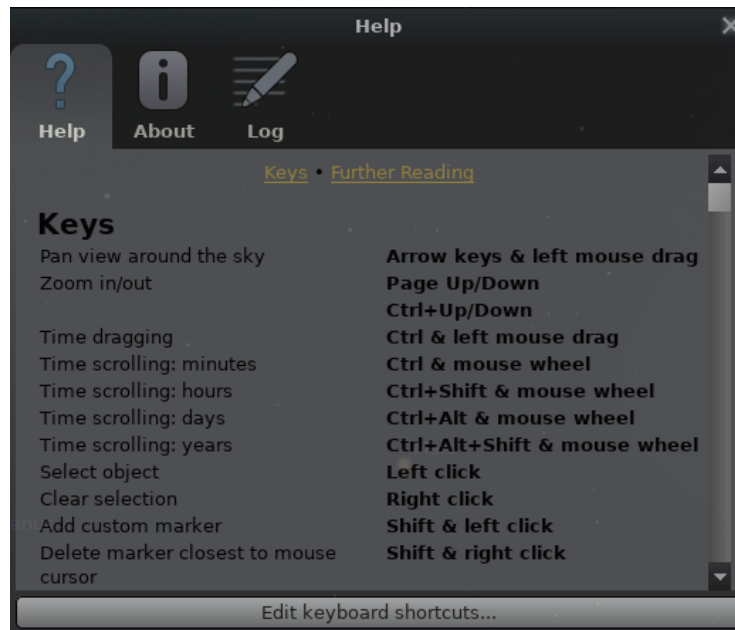 Help
Help About Log
Keys • Further Reading
Keys
Pan view around the sky Arrow keys & left mouse drag
Zoom in/out Page Up/Down
Ctrl+Up/Down
Time dragging Ctrl & left mouse drag
Time scrolling: minutes Ctrl & mouse wheel
Time scrolling: hours Ctrl+Shift & mouse wheel
Time scrolling: days Ctrl+Alt & mouse wheel
Time scrolling: years Ctrl+Alt+Shift & mouse wheel
Select object Left click
Clear selection Right click
Add custom marker Shift & left click
Delete marker closest to mouse Shift & right click
cursor
Edit keyboard shortcuts...